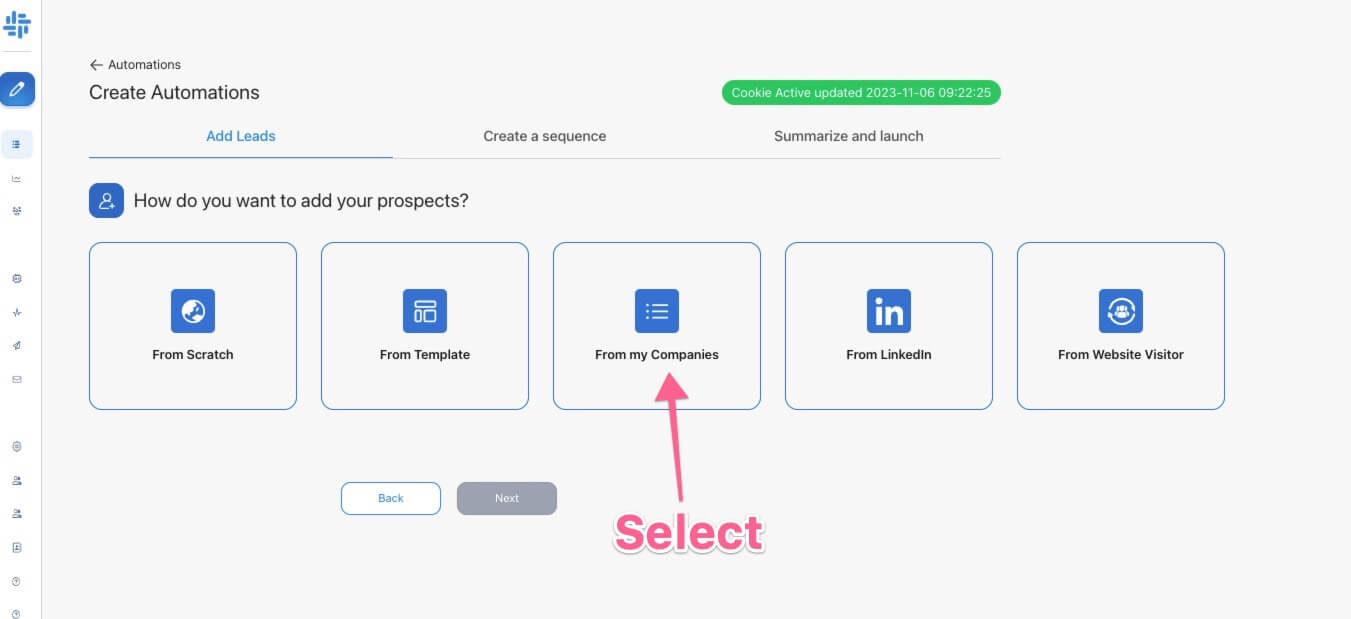 Automations
Create Automations
Cookie Active updated 2023-11-06 09:22:25
Add Leads
Create a sequence
Summarize and launch
How do you want to add your prospects?
From Scratch
From Template
From my Companies
in
From LinkedIn
From Website Visitor
Back
Next
Select